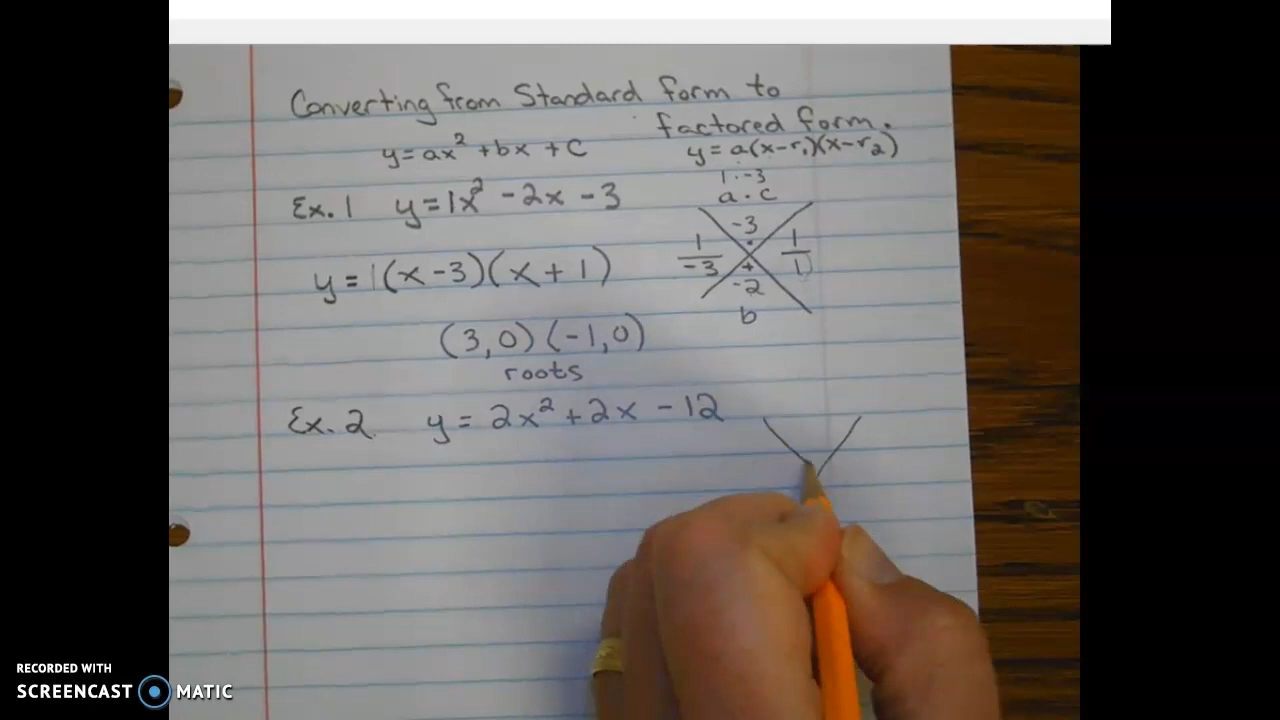 Converting from Standard form to
factored form.
y=ax²+bx+c
y=a(x-r₁)(x-r₂)
1·-3
a·c
Ex. 1 y=1x²-2x-3
-3
1 1
-3 1
·
+
-2
b
y=1(x-3)(x+1)
(3,0)(-1,0)
roots
Ex. 2. y=2x²+2x-12
RECORDED WITH
SCREENCAST MATIC